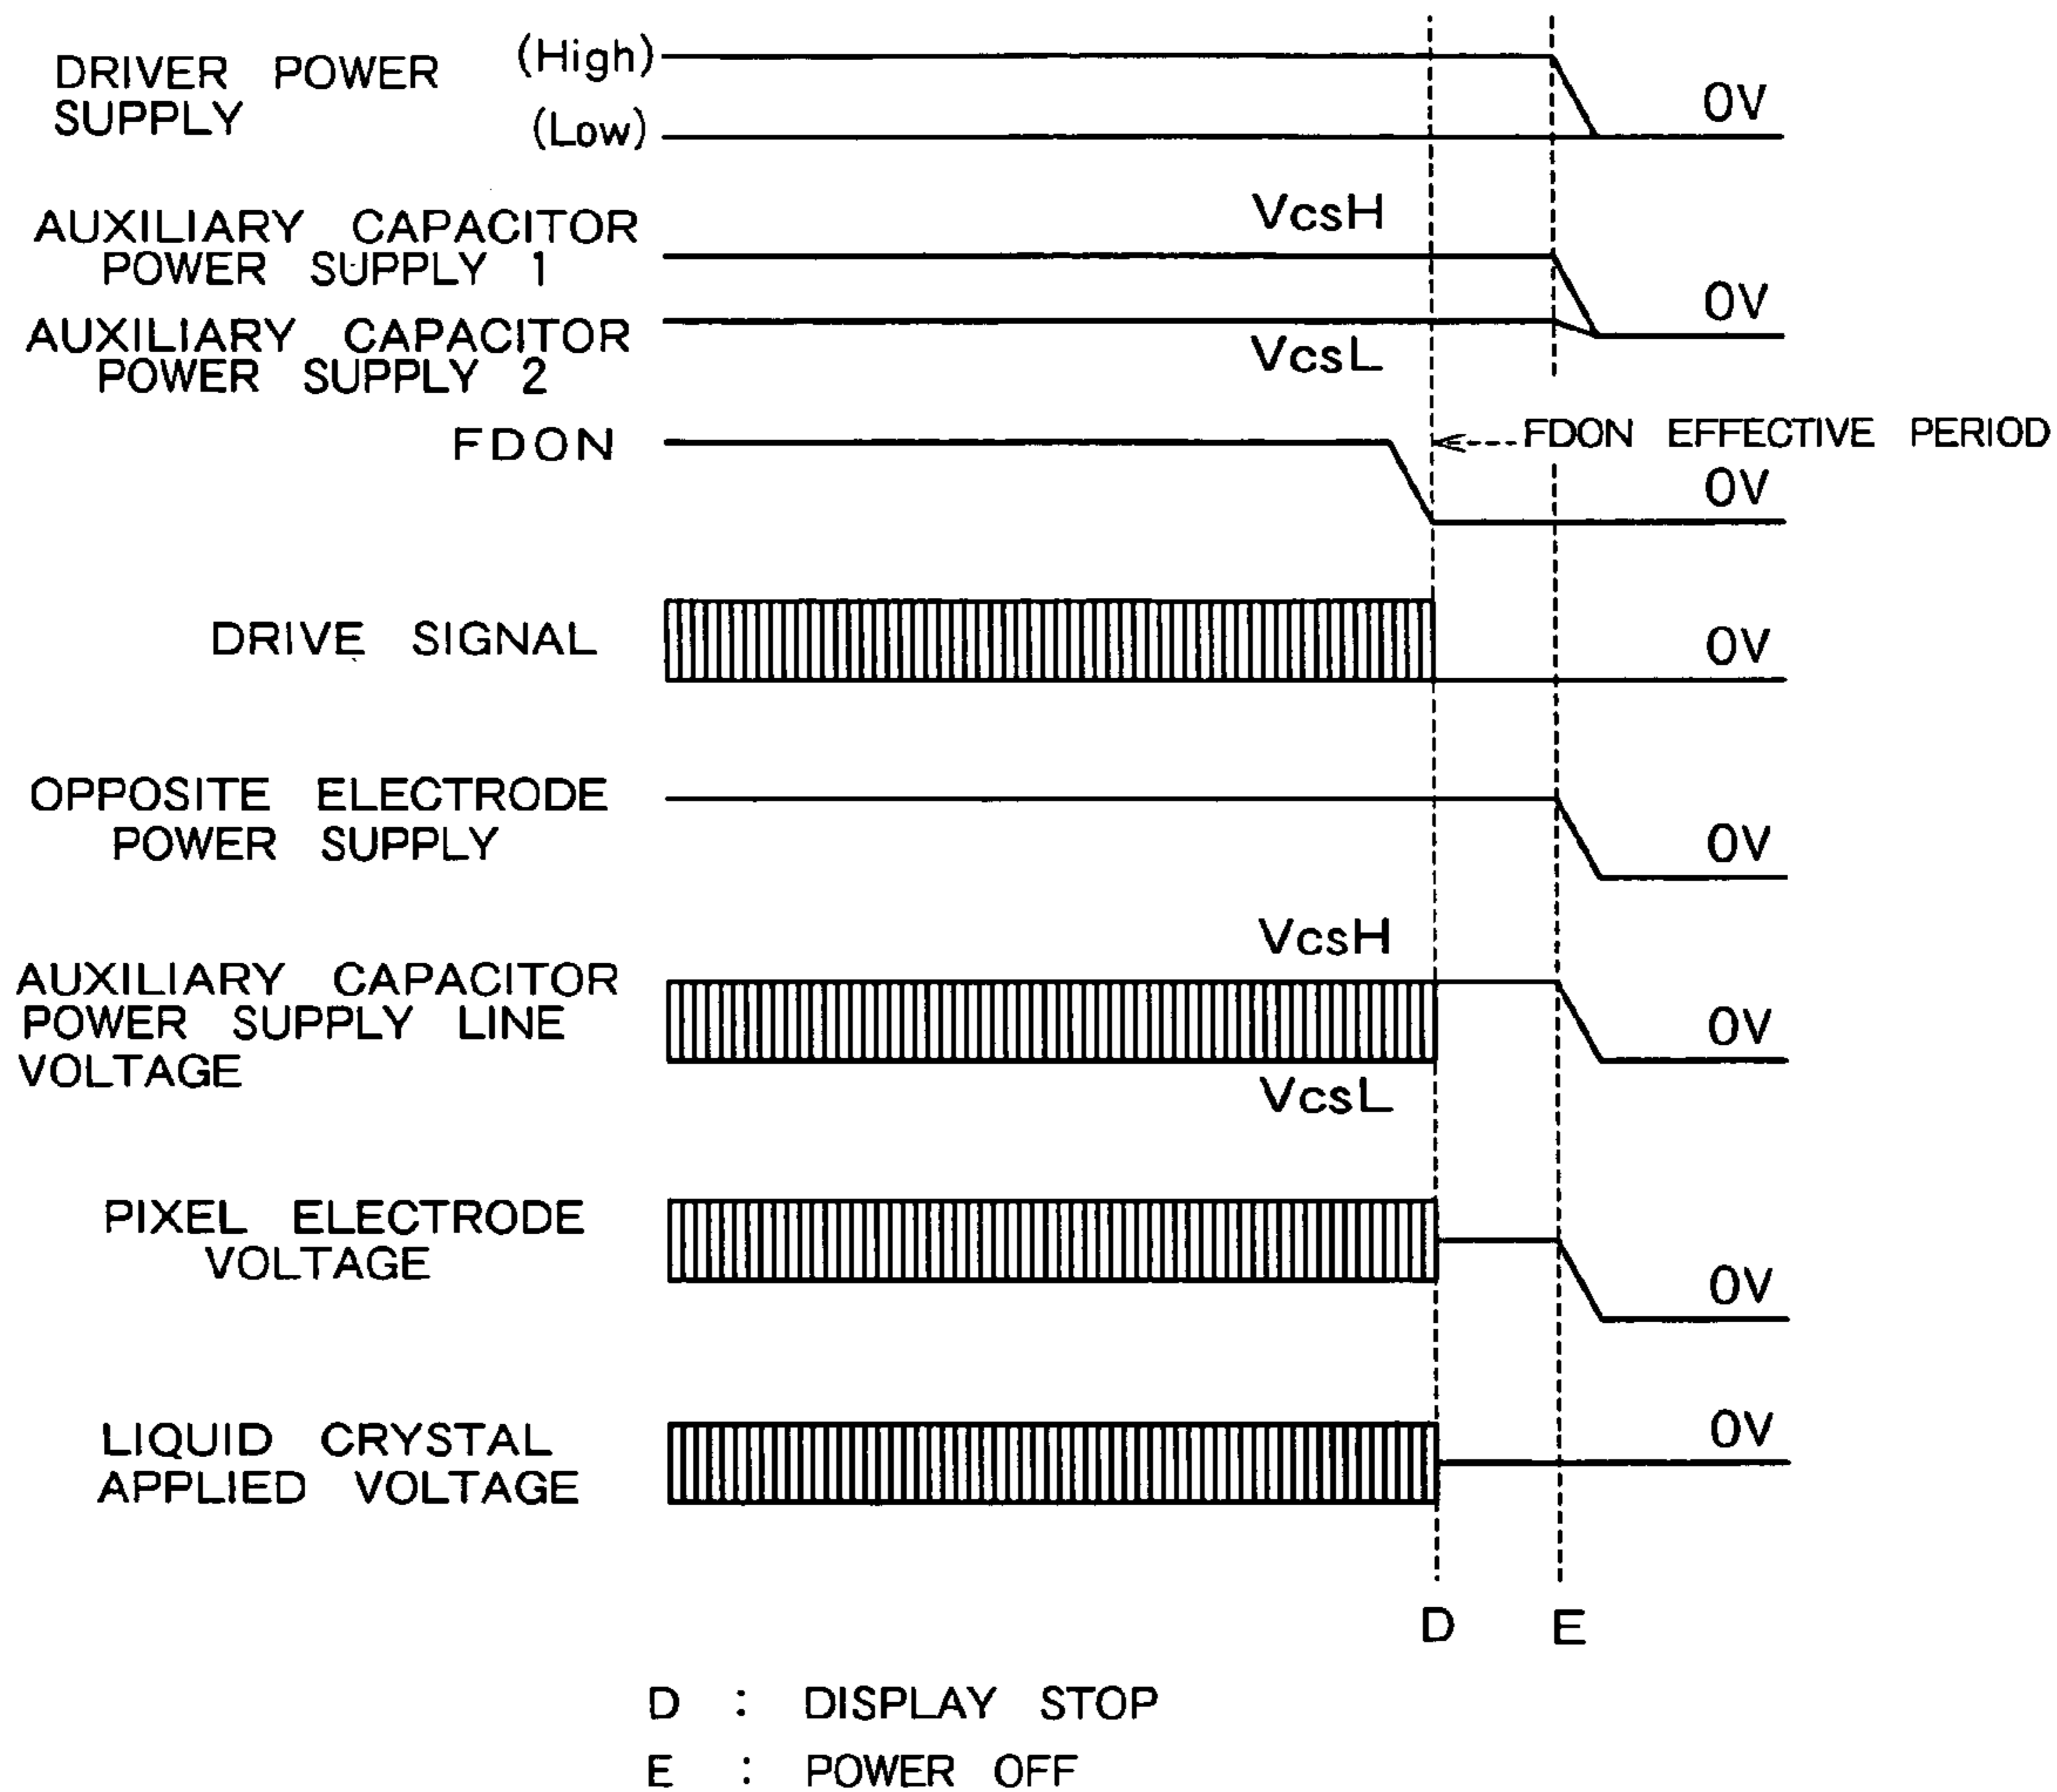 DRIVER POWER SUPPLY
(High)
(Low)
0V
AUXILIARY CAPACITOR
POWER SUPPLY 1
VcsH
0V
AUXILIARY CAPACITOR
POWER SUPPLY 2
VcsL
FDON
FDON EFFECTIVE PERIOD
0V
DRIVE SIGNAL
0V
OPPOSITE ELECTRODE
POWER SUPPLY
0V
VcsH
AUXILIARY CAPACITOR
POWER SUPPLY LINE
VOLTAGE
0V
VcsL
PIXEL ELECTRODE
VOLTAGE
0V
LIQUID CRYSTAL
APPLIED VOLTAGE
0V
D E
D : DISPLAY STOP
E : POWER OFF